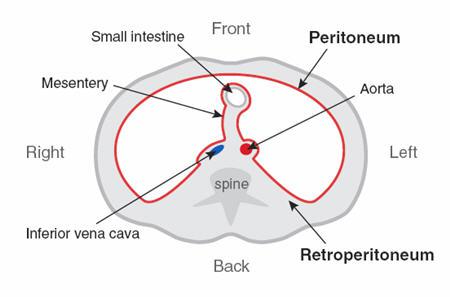 Front
Small intestine
Peritoneum
Mesentery
Aorta
Right
Left
spine
Inferior vena cava
Retroperitoneum
Back